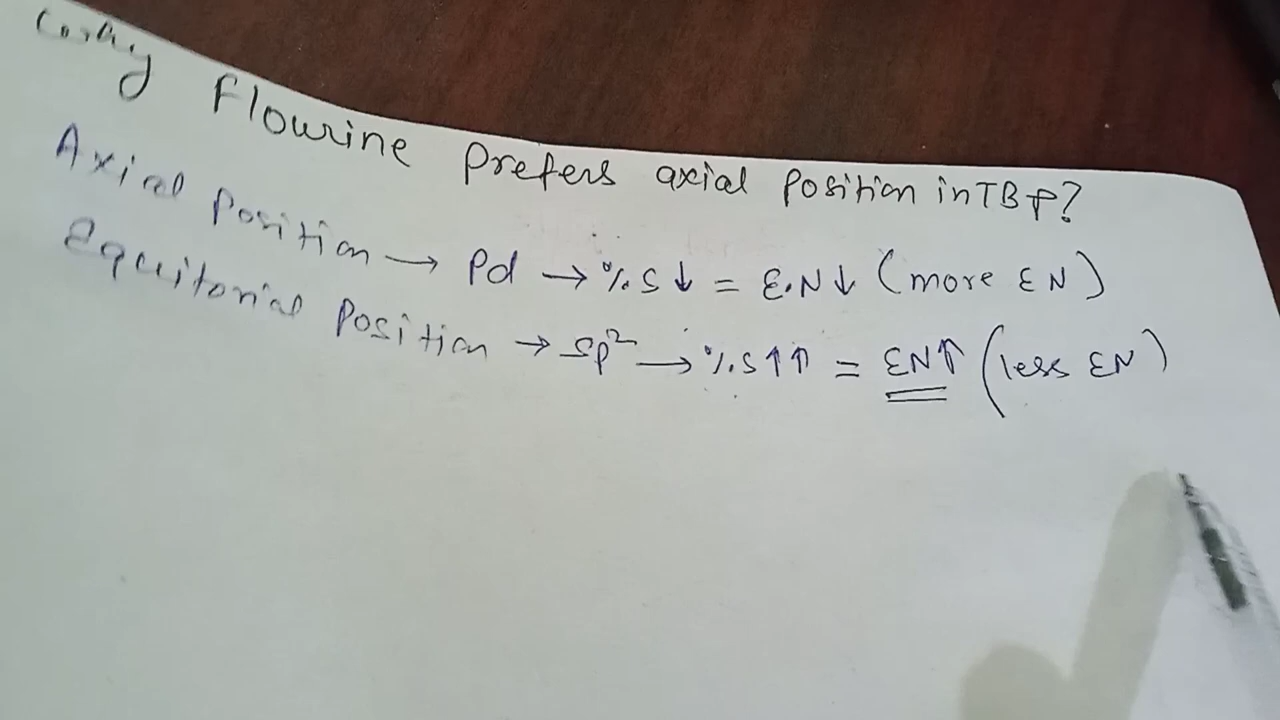 Why Flourine Prefers axial Position in TBP?
Axial Position → Pd → %S↓ = E.N↓ (more EN)
Equitorial Position → sp² → %S↑↑ = EN↑ (less EN)